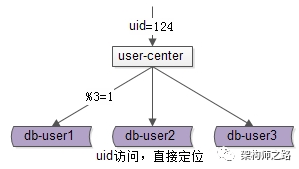 uid=124
user-center
%3=1
db-user1
db-user2
db-user3
uid访问，直接定位
架构师之路